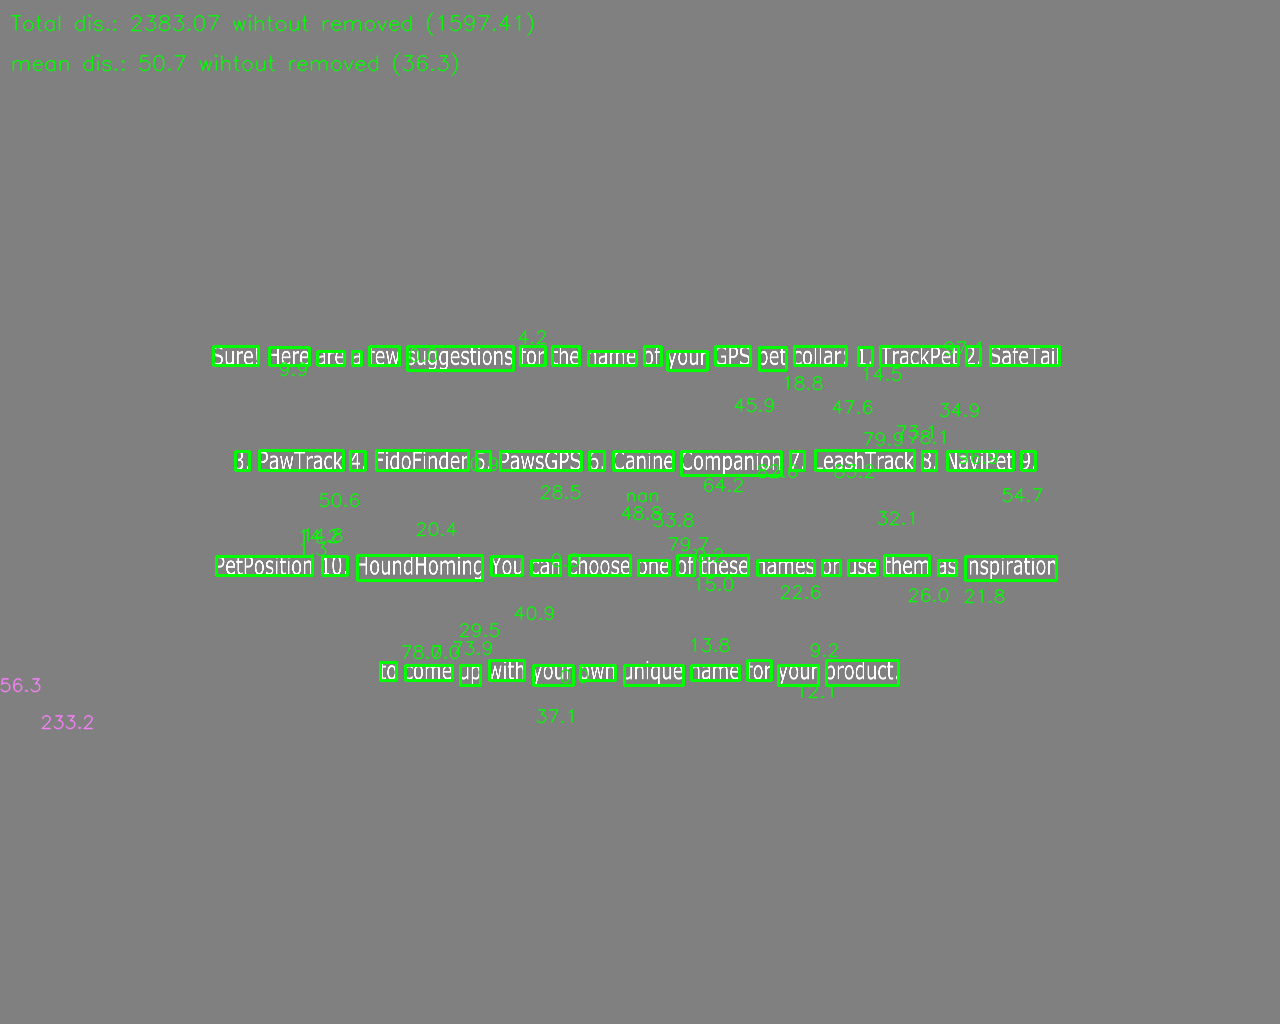 Total dis.: 2383.07 wihtout removed (1597.41)
mean dis.: 50.7 wihtout removed (36.3)
4.2
Sure! Here are a few suggestions for the name of your GPS pet collar: 1. TrackPet 2. SafeTail
9.9 18.8 14.5
45.9 47.6 34.9
79.9 73.1 78.1
3. PawTrack 4. FidoFinder 5. PawsGPS 6. Canine Companion 7. LeashTrack 8. NaviPet 9.
50.6 28.5 nan 64.2 54.7
20.4 48.8 53.8 32.1
79.7
PetPosition 10. HoundHoming You can choose one of these names or use them as inspiration
15.0 22.6 26.0 21.8
40.9
29.5
78.0 73.9 13.8 9.2
to come up with your own unique name for your product.
56.3 12.1
233.2 37.1